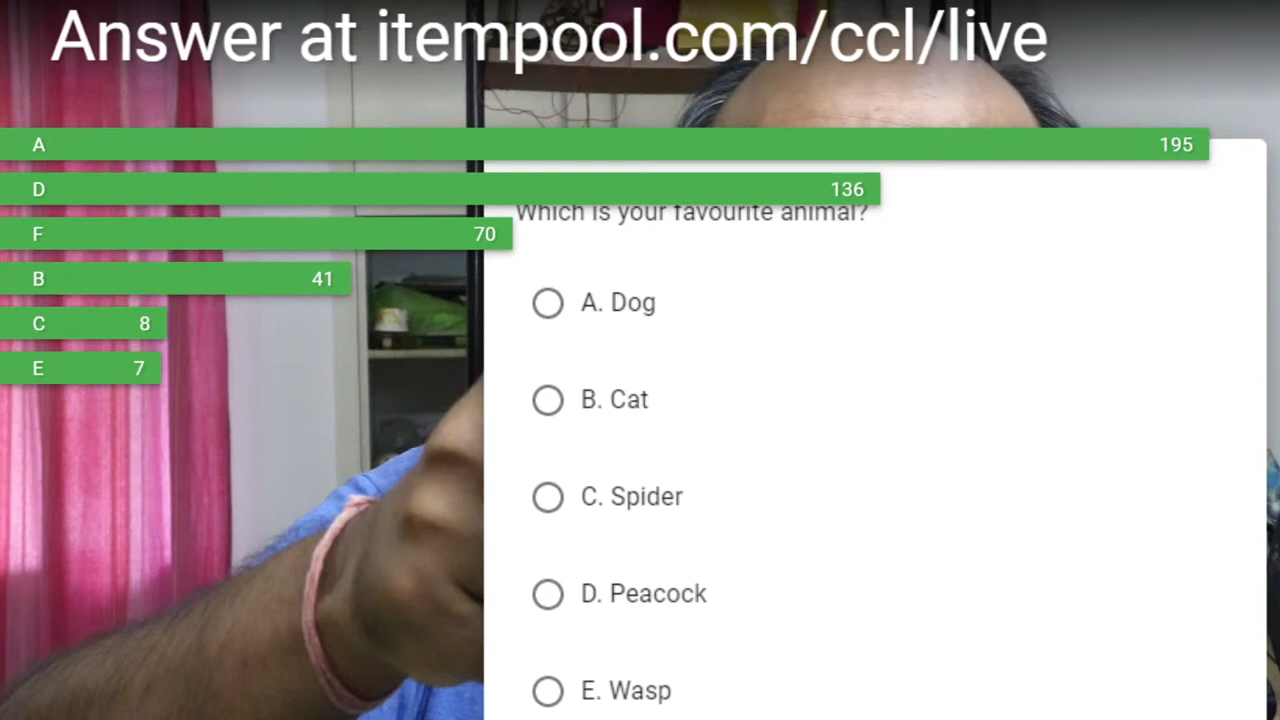 Answer at itempool.com/ccl/live
A 195
D 136
Which is your favourite animal?
F 70
B 41
A. Dog
C 8
E 7
B. Cat
C. Spider
D. Peacock
E. Wasp